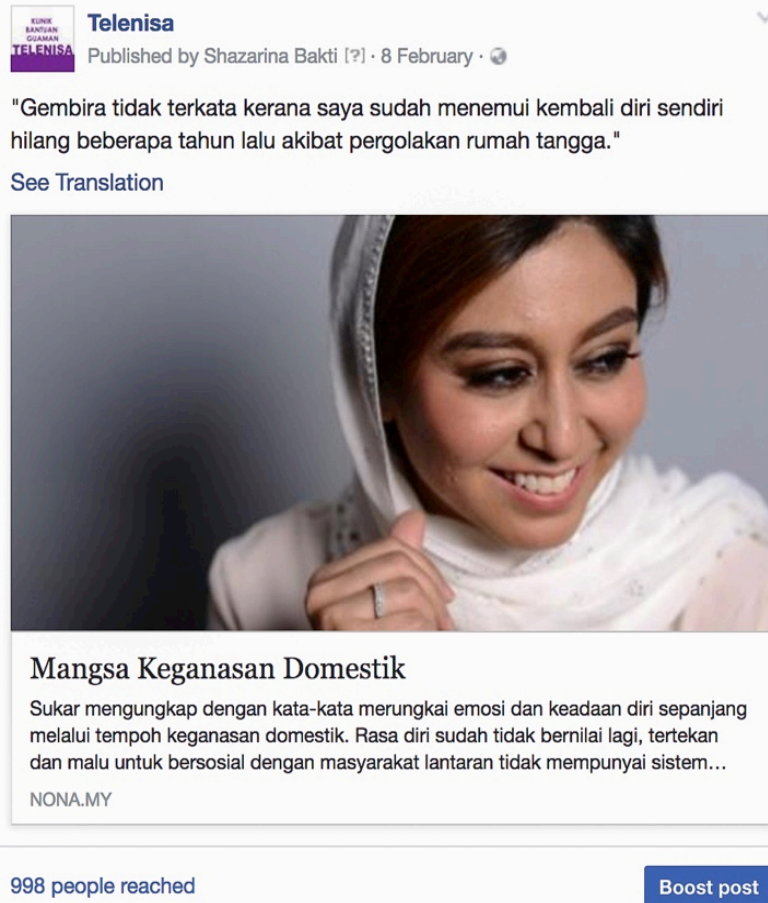 KLINIK
BANTUAN
GUAMAN
TELENISA
Telenisa
Published by Shazarina Bakti [?] · 8 February ·
"Gembira tidak terkata kerana saya sudah menemui kembali diri sendiri
hilang beberapa tahun lalu akibat pergolakan rumah tangga."
See Translation
Mangsa Keganasan Domestik
Sukar mengungkap dengan kata-kata merungkai emosi dan keadaan diri sepanjang
melalui tempoh keganasan domestik. Rasa diri sudah tidak bernilai lagi, tertekan
dan malu untuk bersosial dengan masyarakat lantaran tidak mempunyai sistem...
NONA.MY
998 people reached
Boost post